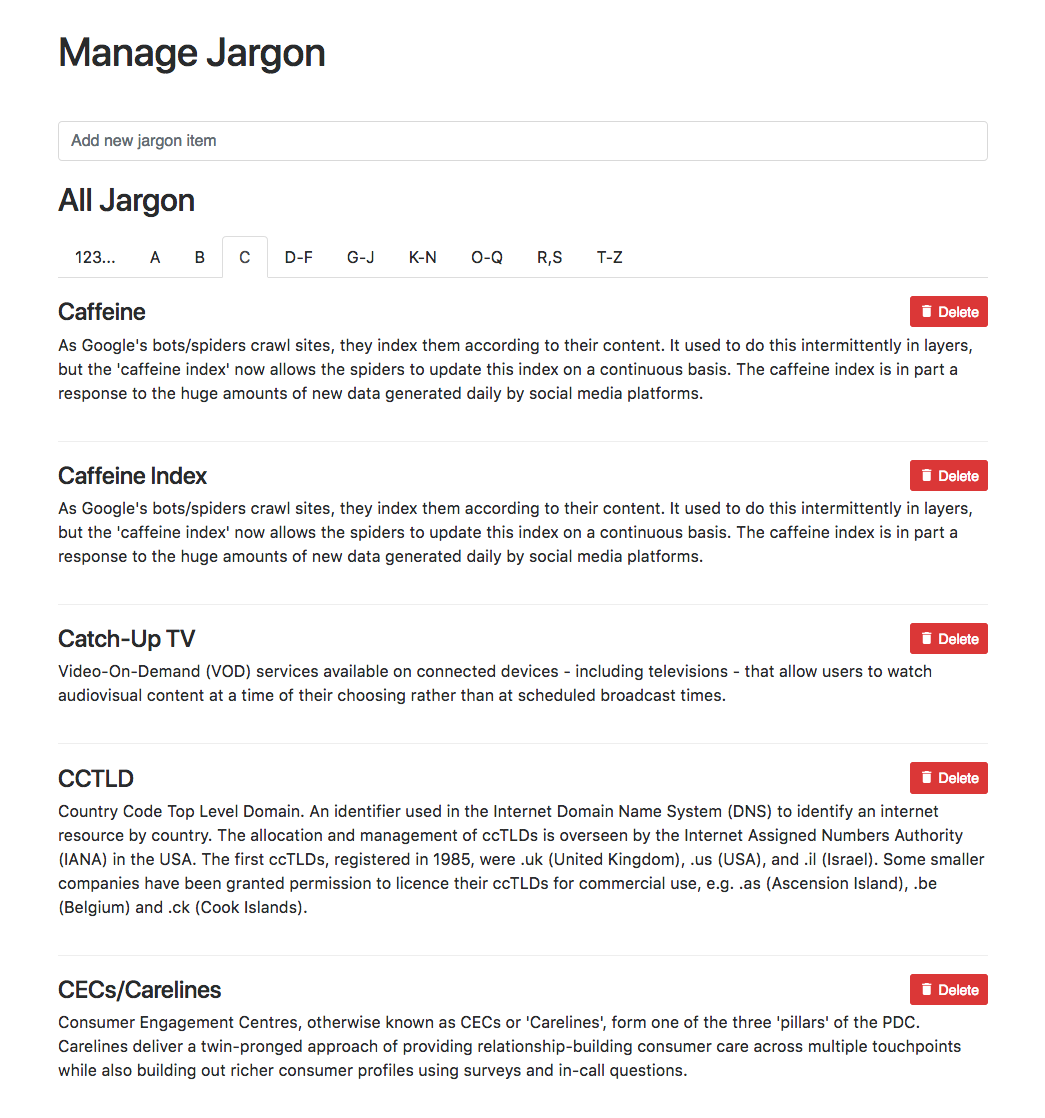 Manage Jargon
Add new jargon item
All Jargon
123... A B C D-F G-J K-N O-Q R,S T-Z
Caffeine
Delete
As Google's bots/spiders crawl sites, they index them according to their content. It used to do this intermittently in layers,
but the 'caffeine index' now allows the spiders to update this index on a continuous basis. The caffeine index is in part a
response to the huge amounts of new data generated daily by social media platforms.
Caffeine Index
Delete
As Google's bots/spiders crawl sites, they index them according to their content. It used to do this intermittently in layers,
but the 'caffeine index' now allows the spiders to update this index on a continuous basis. The caffeine index is in part a
response to the huge amounts of new data generated daily by social media platforms.
Catch-Up TV
Delete
Video-On-Demand (VOD) services available on connected devices - including televisions - that allow users to watch
audiovisual content at a time of their choosing rather than at scheduled broadcast times.
CCTLD
Delete
Country Code Top Level Domain. An identifier used in the Internet Domain Name System (DNS) to identify an internet
resource by country. The allocation and management of ccTLDs is overseen by the Internet Assigned Numbers Authority
(IANA) in the USA. The first ccTLDs, registered in 1985, were .uk (United Kingdom), .us (USA), and .il (Israel). Some smaller
companies have been granted permission to licence their ccTLDs for commercial use, e.g. .as (Ascension Island), .be
(Belgium) and .ck (Cook Islands).
CECs/Carelines
Delete
Consumer Engagement Centres, otherwise known as CECs or 'Carelines', form one of the three 'pillars' of the PDC.
Carelines deliver a twin-pronged approach of providing relationship-building consumer care across multiple touchpoints
while also building out richer consumer profiles using surveys and in-call questions.